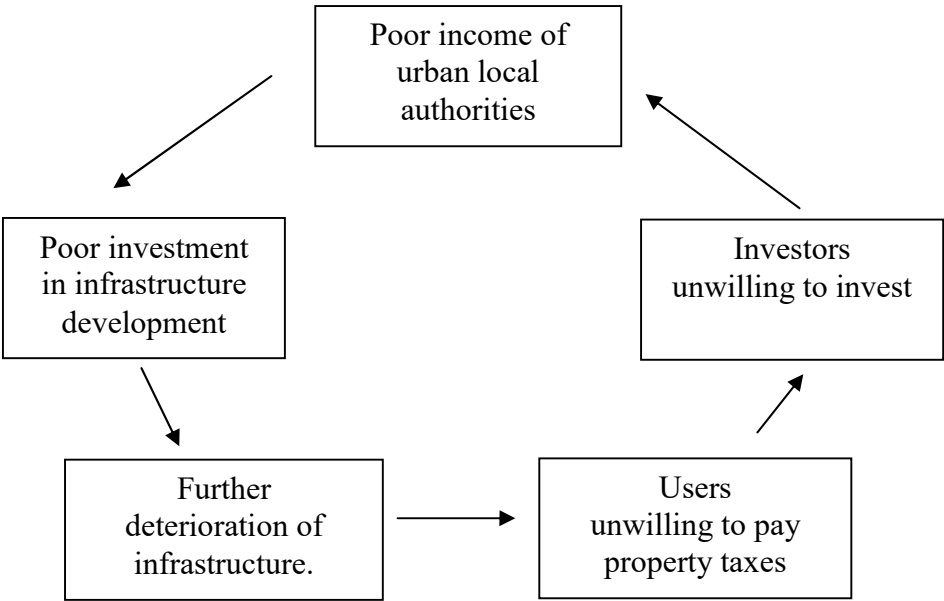 Poor income of
urban local
authorities
Poor investment
in infrastructure
development
Investors
unwilling to invest
Further
deterioration of
infrastructure.
Users
unwilling to pay
property taxes